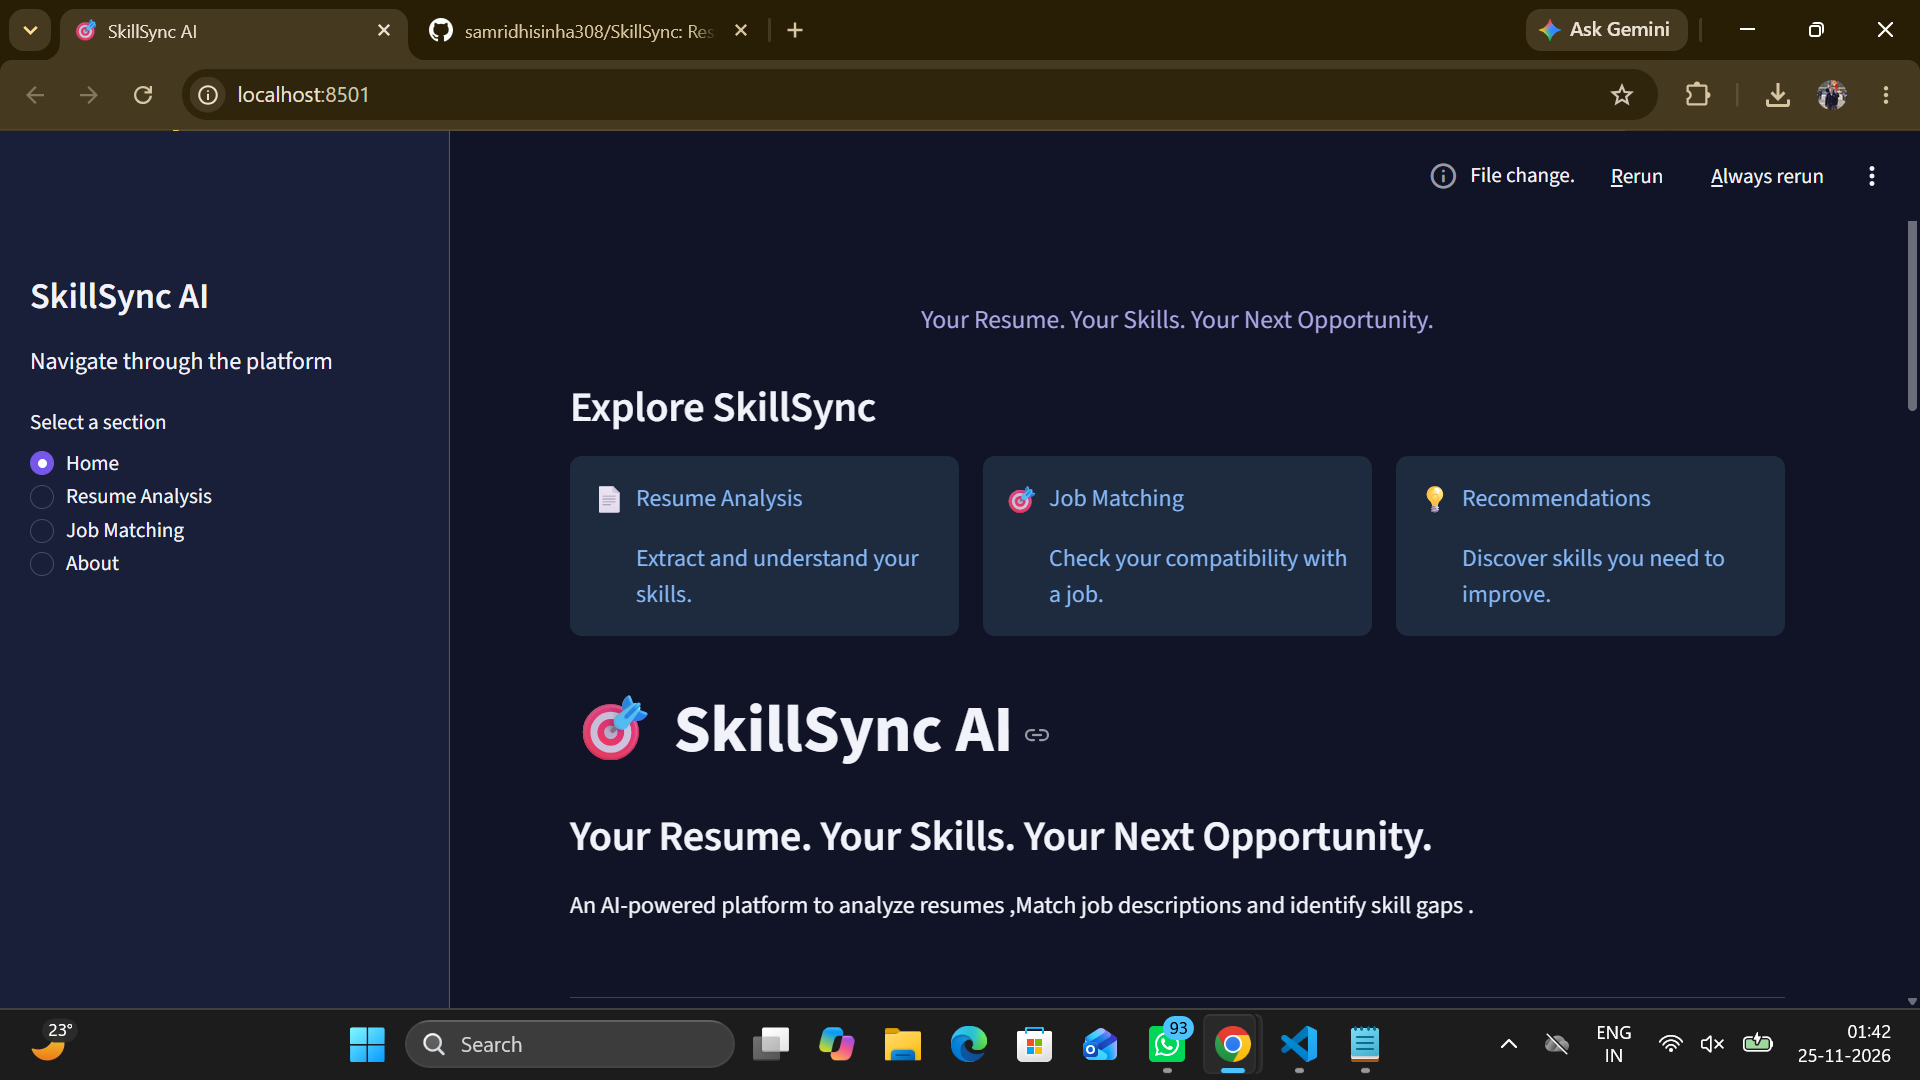 SkillSync AI
samridhisinha308/SkillSync: Res
Ask Gemini
localhost:8501
File change.
Rerun
Always rerun
SkillSync AI
Navigate through the platform
Select a section
Home
Resume Analysis
Job Matching
About
Your Resume. Your Skills. Your Next Opportunity.
Explore SkillSync
Resume Analysis
Extract and understand your
skills.
Job Matching
Check your compatibility with
a job.
Recommendations
Discover skills you need to
improve.
SkillSync AI
Your Resume. Your Skills. Your Next Opportunity.
An AI-powered platform to analyze resumes ,Match job descriptions and identify skill gaps .
23°
Search
93
ENG
IN
01:42
25-11-2026